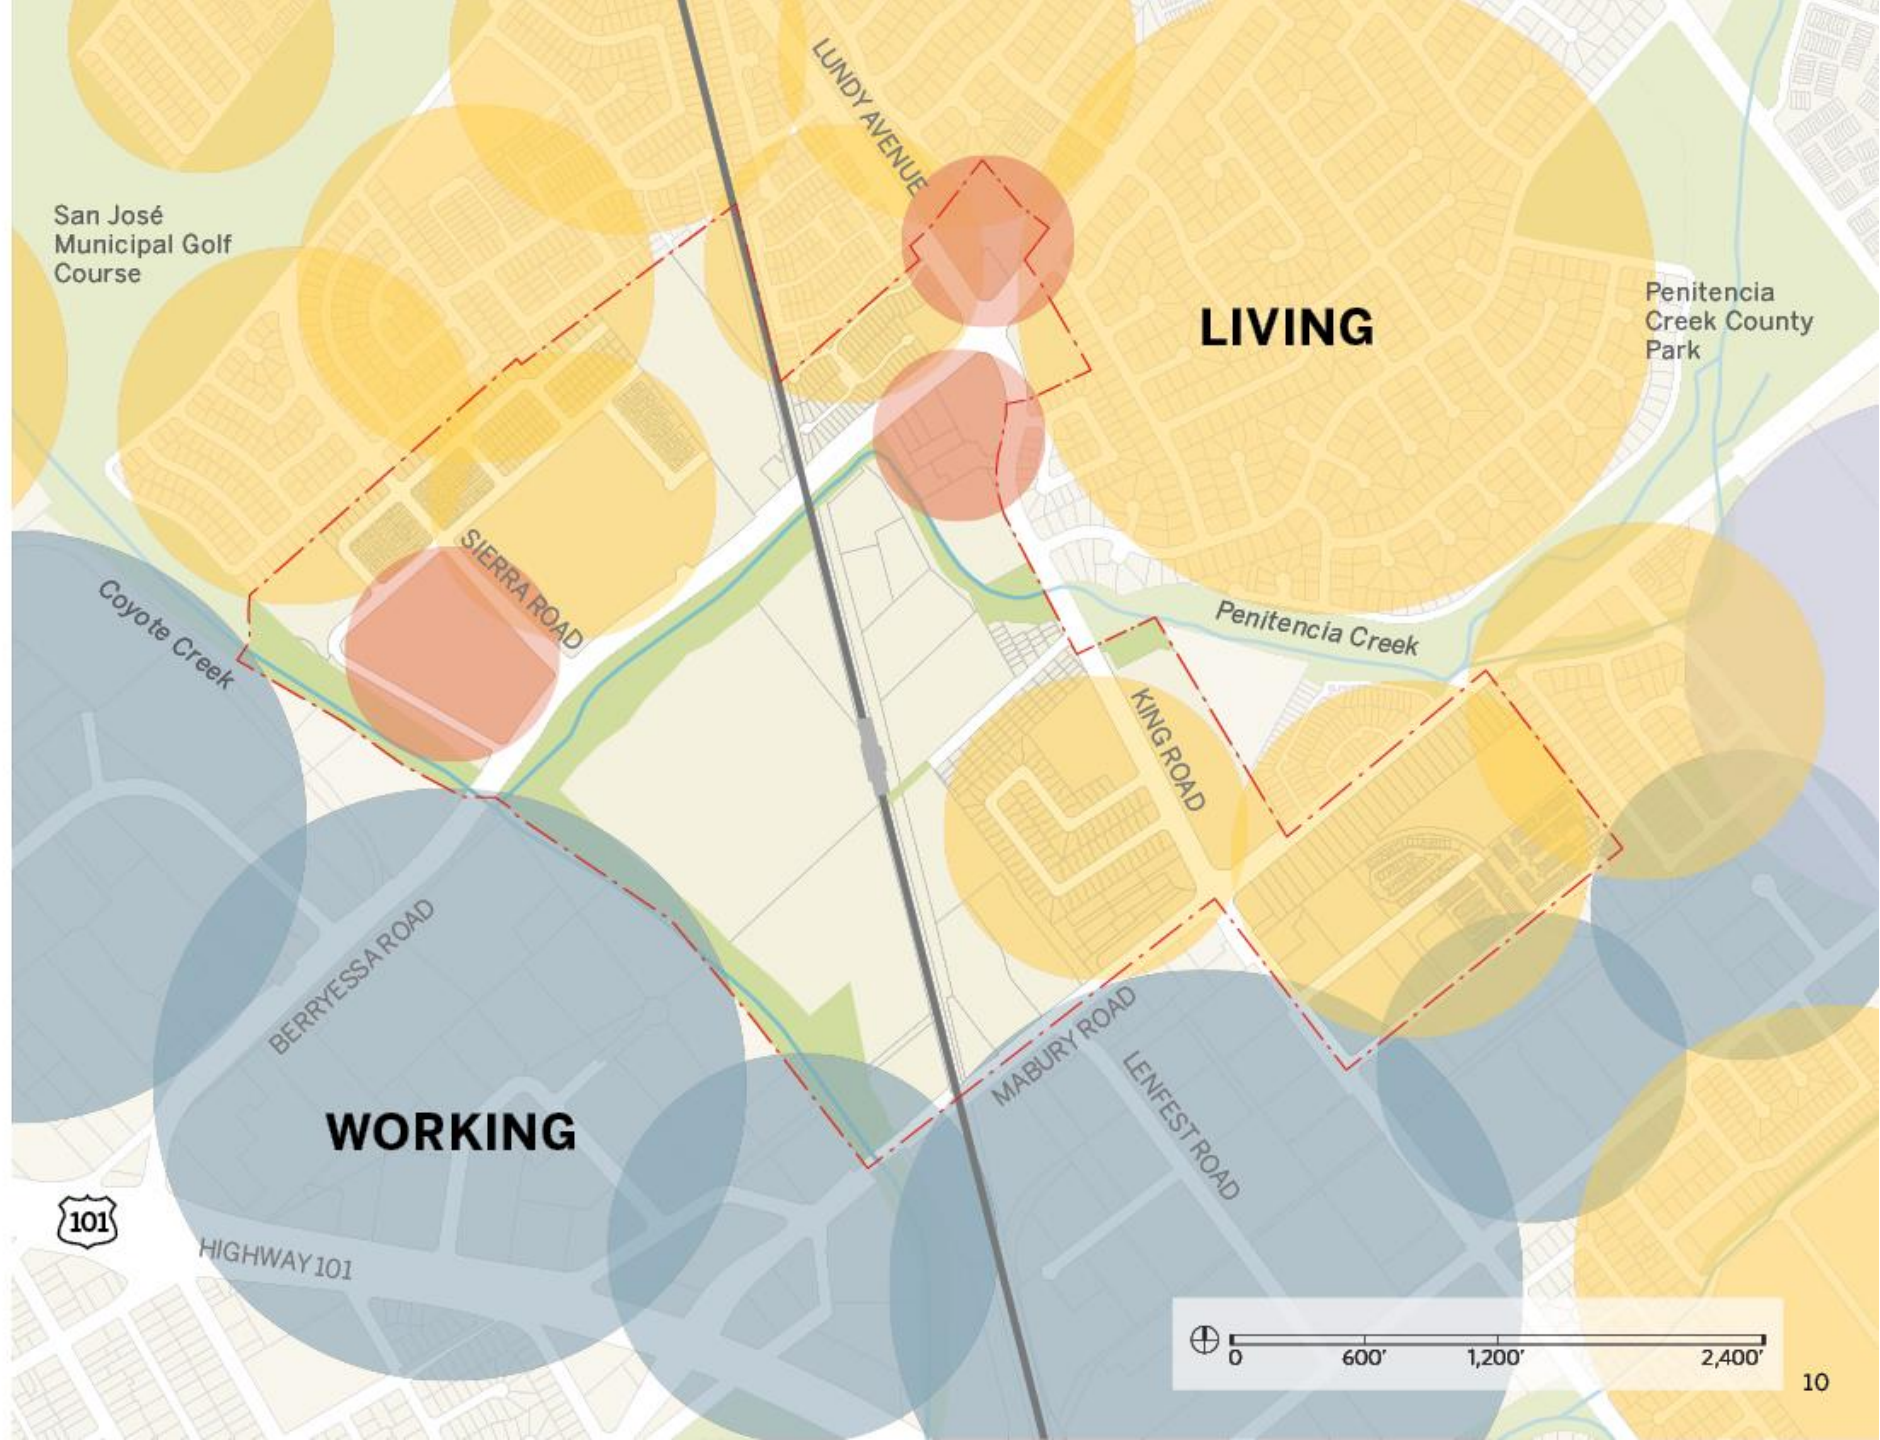 LUNDY AVENUE
San José
Municipal Golf
Course
LIVING
Penitencia
Creek County
Park
SIERRA ROAD
Coyote Creek
Penitencia Creek
KING ROAD
BERRYESSA ROAD
MABURY ROAD
LENFEST ROAD
WORKING
101
HIGHWAY 101
0
600'
1,200'
2,400'
10